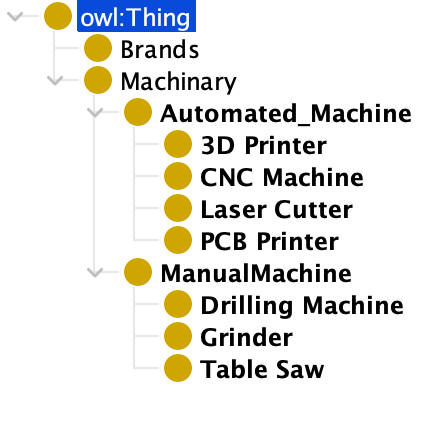 owl:Thing
Brands
Machinary
Automated_Machine
3D Printer
CNC Machine
Laser Cutter
PCB Printer
ManualMachine
Drilling Machine
Grinder
Table Saw